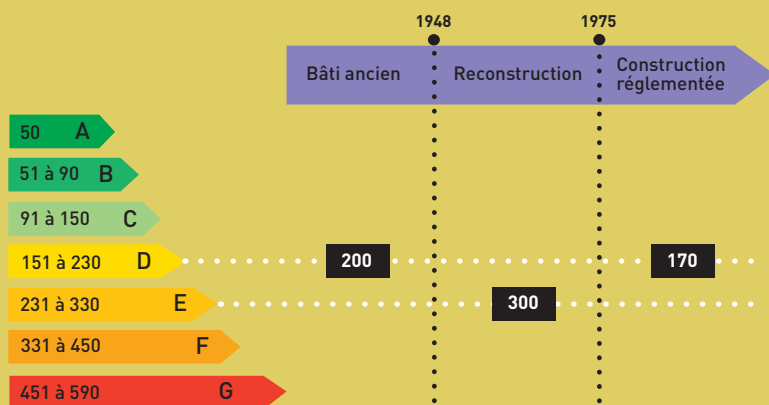 1948 1975
Bâti ancien Reconstruction Construction
réglementée
50 A
51 à 90 B
91 à 150 C
151 à 230 D 200 170
231 à 330 E 300
331 à 450 F
451 à 590 G